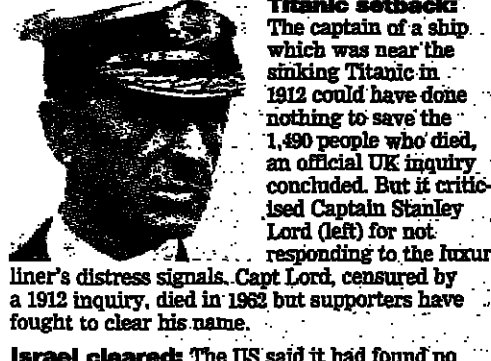 Titanic setback:
The captain of a ship
which was near the
sinking Titanic in
1912 could have done
nothing to save the
1,490 people who died,
an official UK inquiry
concluded. But it critic-
ised Captain Stanley
Lord (left) for not
responding to the luxur
liner's distress signals. Capt Lord, censured by
a 1912 inquiry, died in 1962 but supporters have
fought to clear his name.
Israel cleared: The US said it had found no